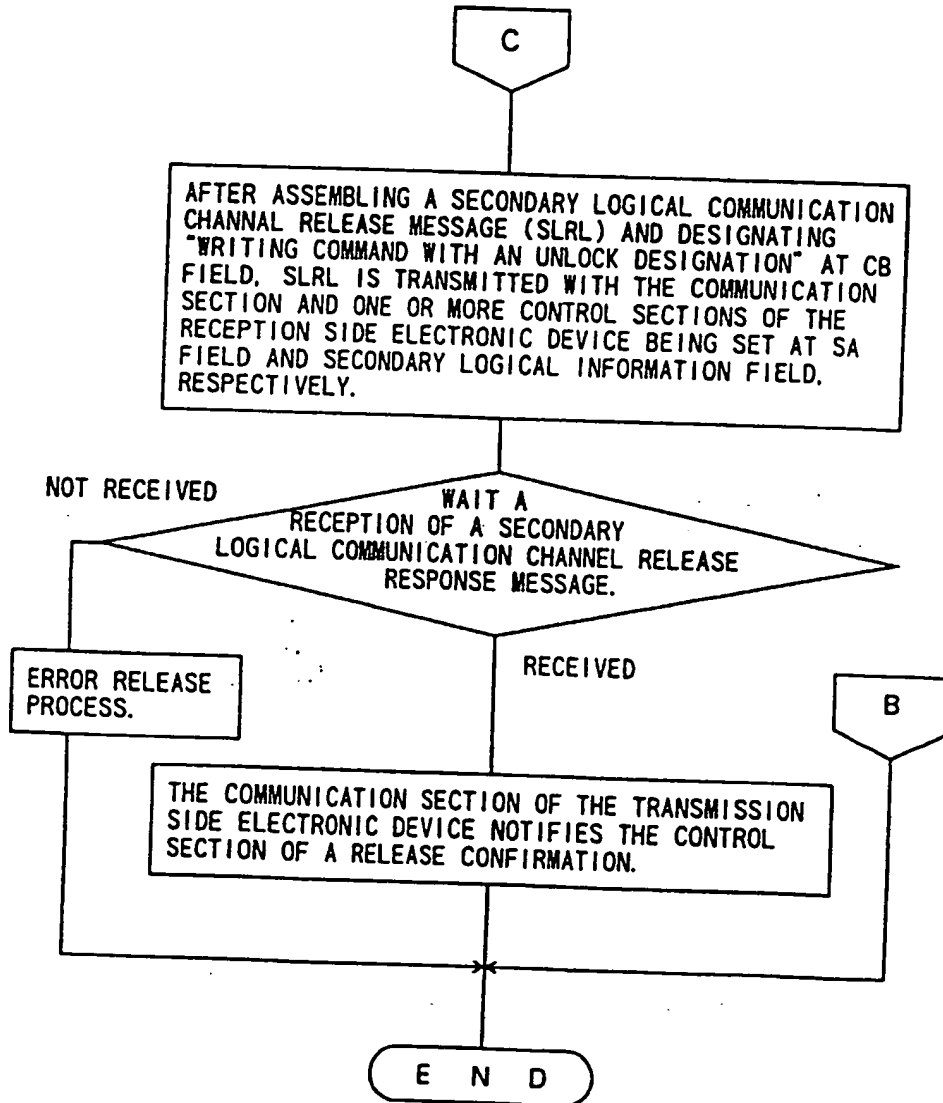 C
AFTER ASSEMBLING A SECONDARY LOGICAL COMMUNICATION
CHANNEL RELEASE MESSAGE (SLRL) AND DESIGNATING
"WRITING COMMAND WITH AN UNLOCK DESIGNATION" AT CB
FIELD, SLRL IS TRANSMITTED WITH THE COMMUNICATION
SECTION AND ONE OR MORE CONTROL SECTIONS OF THE
RECEPTION SIDE ELECTRONIC DEVICE BEING SET AT SA
FIELD AND SECONDARY LOGICAL INFORMATION FIELD,
RESPECTIVELY.
NOT RECEIVED
WAIT A
RECEPTION OF A SECONDARY
LOGICAL COMMUNICATION CHANNEL RELEASE
RESPONSE MESSAGE.
RECEIVED
ERROR RELEASE
PROCESS.
B
THE COMMUNICATION SECTION OF THE TRANSMISSION
SIDE ELECTRONIC DEVICE NOTIFIES THE CONTROL
SECTION OF A RELEASE CONFIRMATION.
E N D